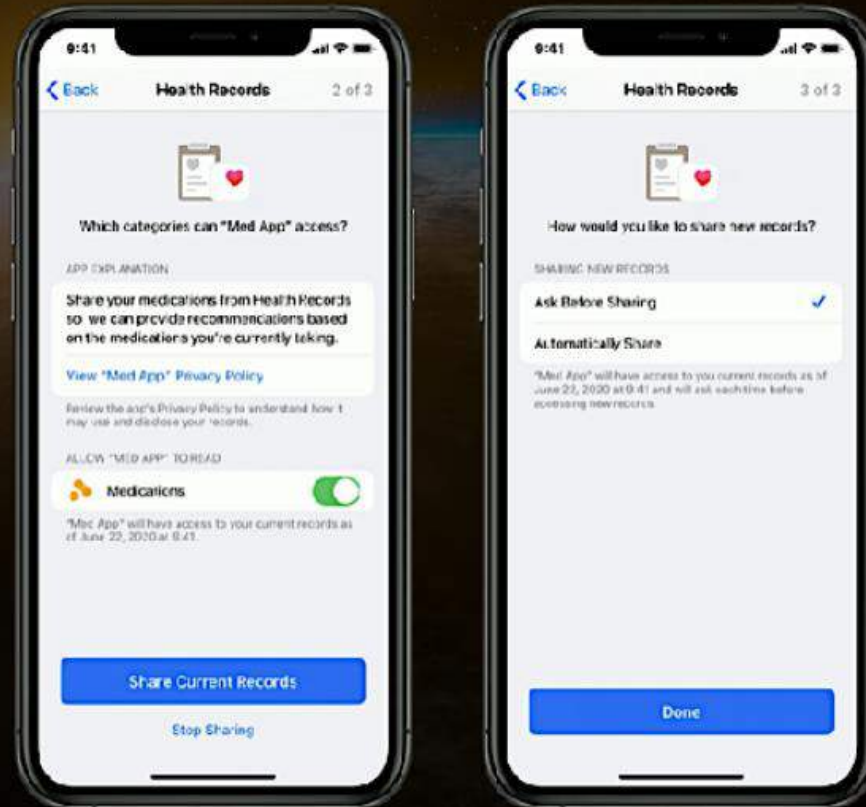 9:41
Back
Health Records
2 of 3
Which categories can "Med App" access?
APP EXPLANATION
Share your medications from Health Records
so we can provide recommendations based
on the medications you're currently taking.
View "Med App" Privacy Policy
Review the app's Privacy Policy to understand how it
may use and disclose your records.
ALLOW "MED APP" TO READ
Medications
"Med App" will have access to your current records as
of June 22, 2020 at 9:41.
Share Current Records
Stop Sharing
9:41
Back
Health Records
3 of 3
How would you like to share new records?
SHARING NEW RECORDS
Ask Before Sharing
Automatically Share
"Med App" will have access to you current records as of
June 22, 2020 at 9:41 and will ask each time before
accessing new records.
Done